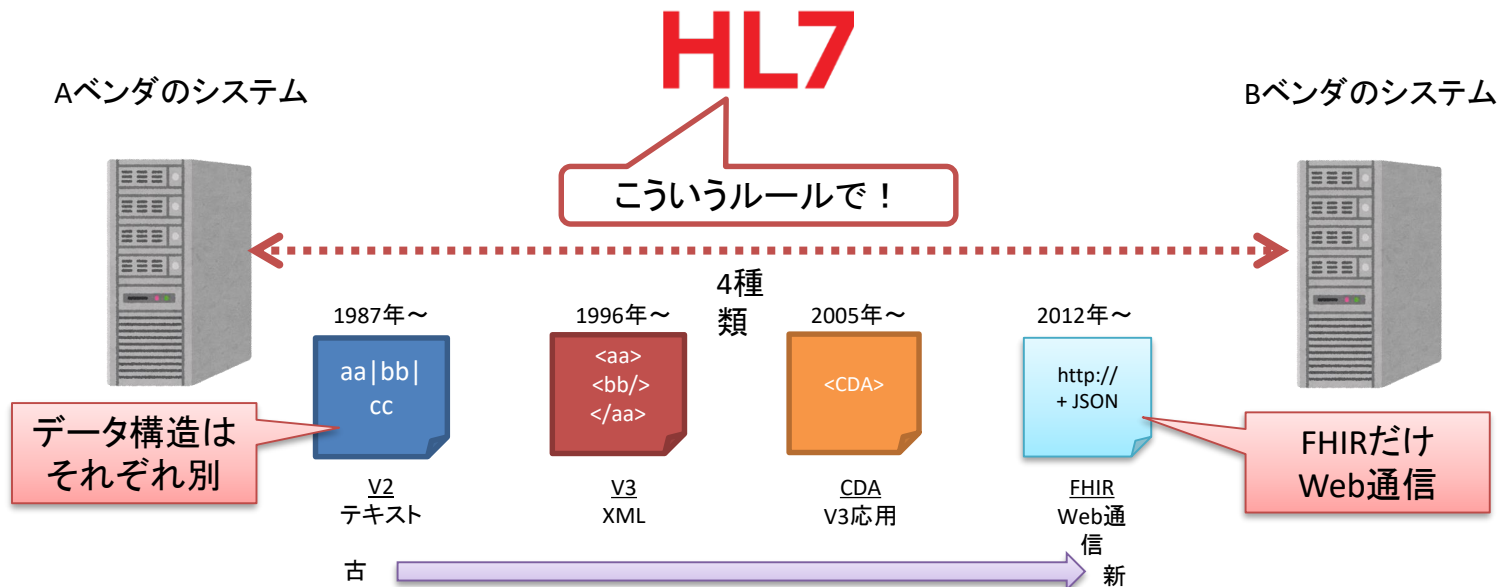 HL7
Aベンダのシステム
Bベンダのシステム
こういうルールで！
4種
類
1987年～
1996年～
2005年～
2012年～
aa|bb|
cc
<aa>
<bb/>
</aa>
<CDA>
http://
+ JSON
データ構造は
それぞれ別
FHIRだけ
Web通信
V2
テキスト
V3
XML
CDA
V3応用
FHIR
Web通
信
古
新